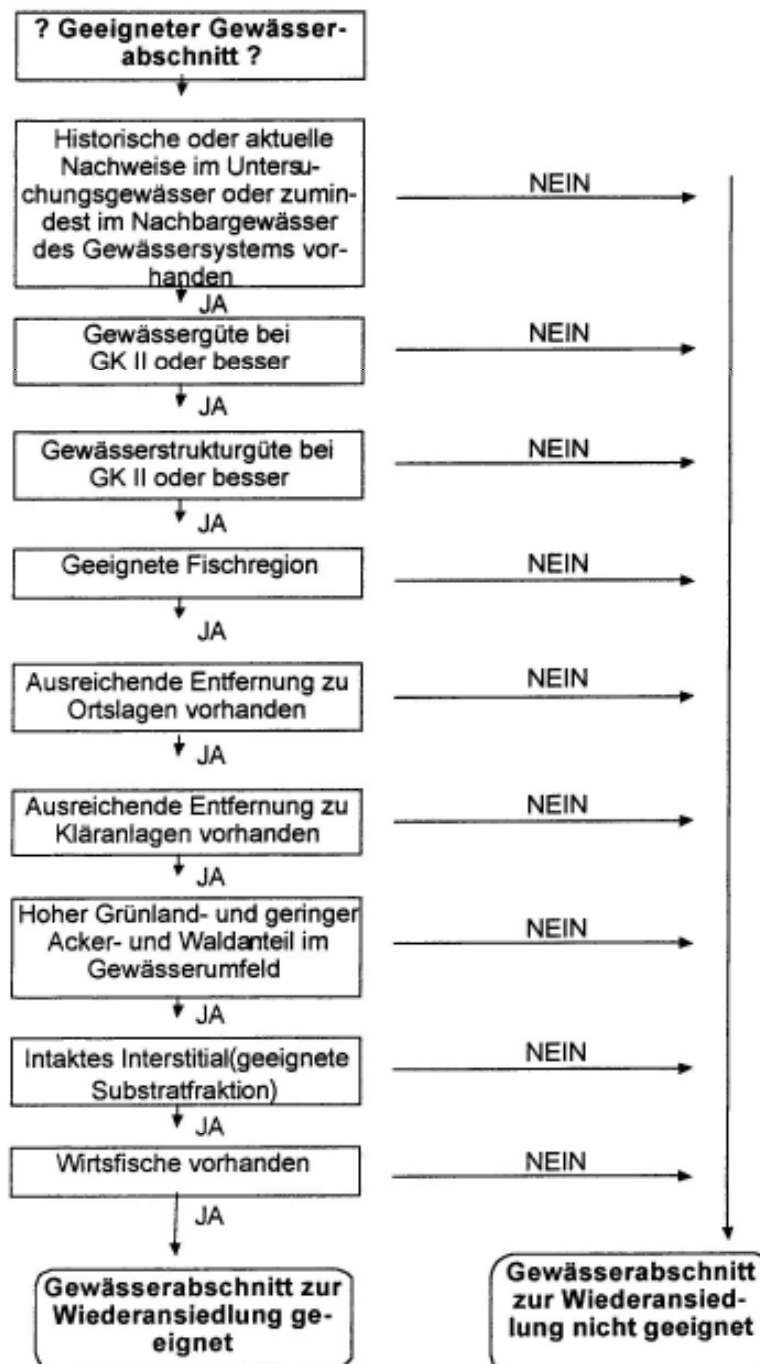 ? Geeigneter Gewässer-
abschnitt ?
Historische oder aktuelle
Nachweise im Untersu-
chungsgewässer oder zumin-
dest im Nachbargewässer
des Gewässersystems vor-
handen
NEIN
JA
Gewässergüte bei
GK II oder besser
NEIN
JA
Gewässerstrukturgüte bei
GK II oder besser
NEIN
JA
Geeignete Fischregion
NEIN
JA
Ausreichende Entfernung zu
Ortslagen vorhanden
NEIN
JA
Ausreichende Entfernung zu
Kläranlagen vorhanden
NEIN
JA
Hoher Grünland- und geringer
Acker- und Waldanteil im
Gewässerumfeld
NEIN
JA
Intaktes Interstitial(geeignete
Substratfraktion)
NEIN
JA
Wirtsfische vorhanden
NEIN
JA
Gewässerabschnitt zur
Wiederansiedlung ge-
eignet
Gewässerabschnitt
zur Wiederansied-
lung nicht geeignet